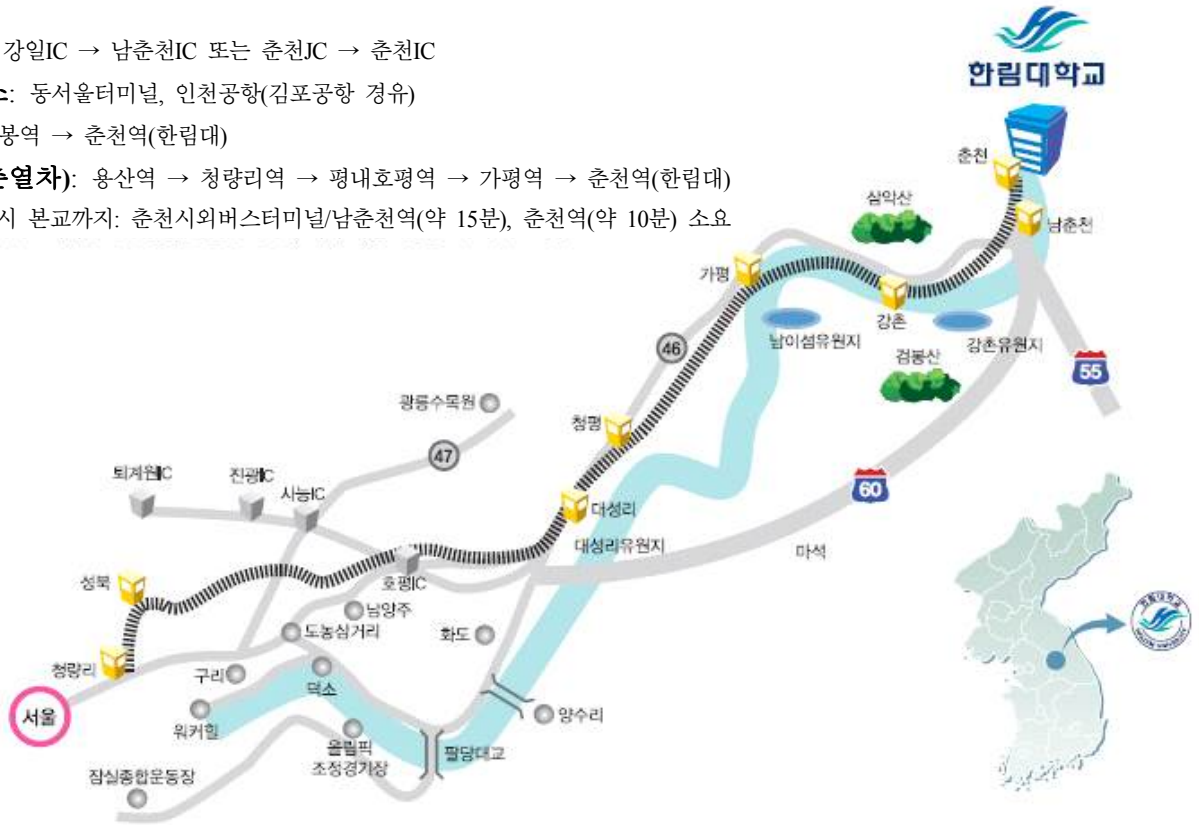 강일IC → 남춘천IC 또는 춘천JC → 춘천IC
스: 동서울터미널, 인천공항(김포공항 경유)
봉역 → 춘천역(한림대)
춘열차): 용산역 → 청량리역 → 평내호평역 → 가평역 → 춘천역(한림대)
시 본교까지: 춘천시외버스터미널/남춘천역(약 15분), 춘천역(약 10분) 소요
한림대학교
춘천
남춘천
삼악산
가평
강촌
남이섬유원지
강촌유원지
검봉산
46
55
광릉수목원
47
청평
60
퇴계원IC
진광IC
사능IC
대성리
대성리유원지
마석
성북
호평IC
남양주
도농삼거리
화도
청량리
구리
덕소
서울
워커힐
양수리
올림픽
조정경기장
팔당대교
잠실종합운동장
한림대학교
HALLYM UNIVERSITY